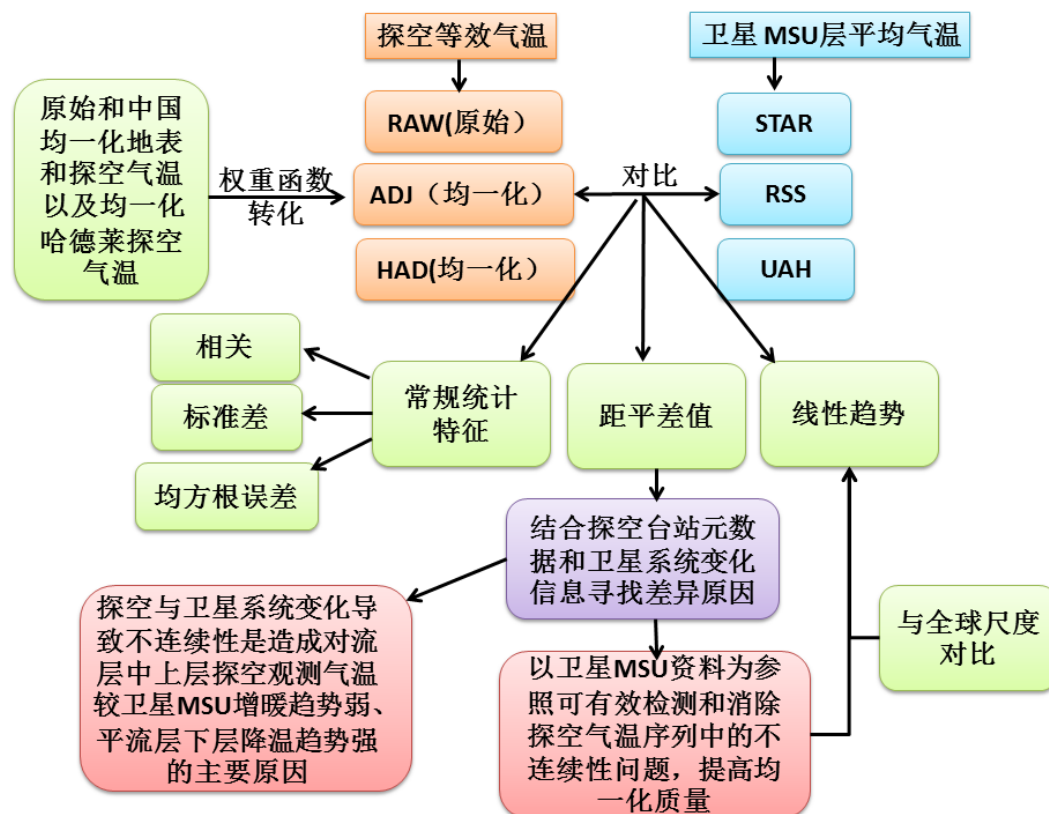 探空等效气温
卫星 MSU层平均气温
原始和中国
均一化地表
和探空气温
以及均一化
哈德莱探空
气温
权重函数
转化
RAW(原始）
ADJ（均一化）
HAD(均一化）
对比
STAR
RSS
UAH
相关
标准差
均方根误差
常规统计
特征
距平差值
线性趋势
结合探空台站元数
据和卫星系统变化
信息寻找差异原因
探空与卫星系统变化导
致不连续性是造成对流
层中上层探空观测气温
较卫星MSU增暖趋势弱、
平流层下层降温趋势强
的主要原因
以卫星MSU资料为参
照可有效检测和消除
探空气温序列中的不
连续性问题，提高均
一化质量
与全球尺度
对比